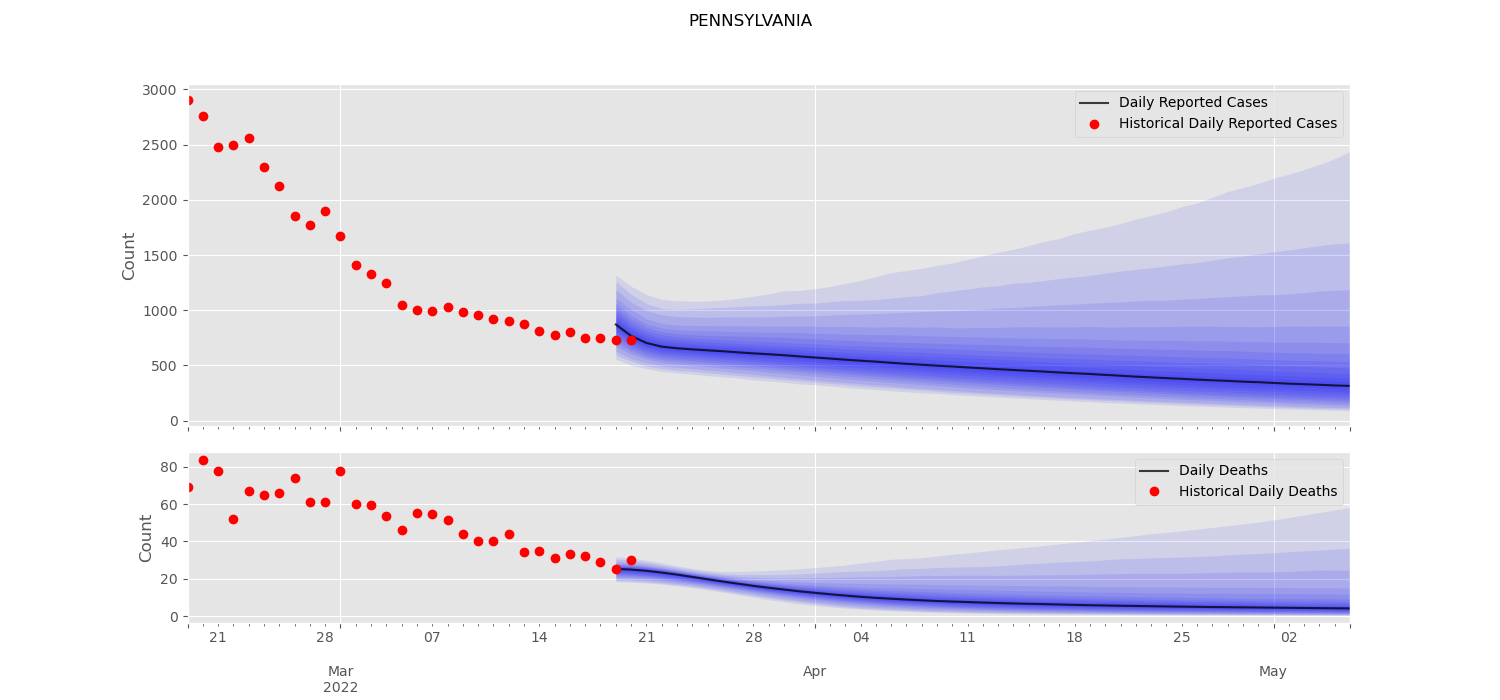 PENNSYLVANIA
3000
2500
2000
1500
1000
500
0
Count
Daily Reported Cases
Historical Daily Reported Cases
80
60
40
20
0
Count
Daily Deaths
Historical Daily Deaths
21 28 07 14 21 28 04 11 18 25 02
Mar Apr May
2022